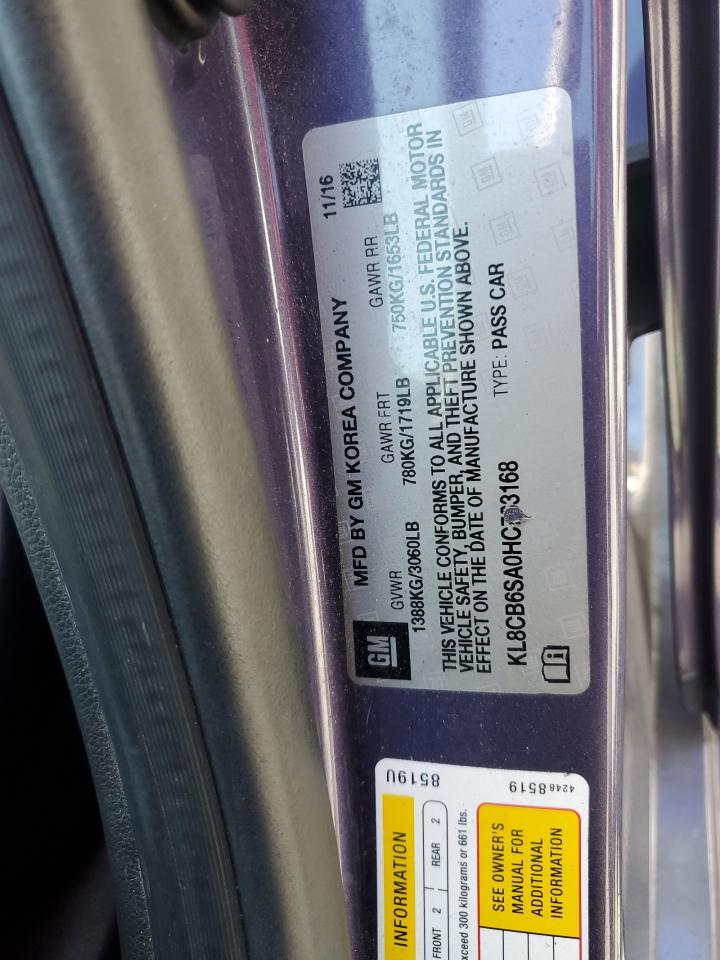 MFD BY GM KOREA COMPANY 11/16
GM
GVWR GAWR FRT GAWR RR
1388KG/3060LB 780KG/1719LB 750KG/1653LB
THIS VEHICLE CONFORMS TO ALL APPLICABLE U.S. FEDERAL MOTOR
VEHICLE SAFETY, BUMPER, AND THEFT PREVENTION STANDARDS IN
EFFECT ON THE DATE OF MANUFACTURE SHOWN ABOVE.
TYPE: PASS CAR
8519U
INFORMATION
FRONT 2 REAR 2
exceed 300 kilograms or 661 lbs.
SEE OWNER'S
MANUAL FOR
ADDITIONAL
INFORMATION
42488519